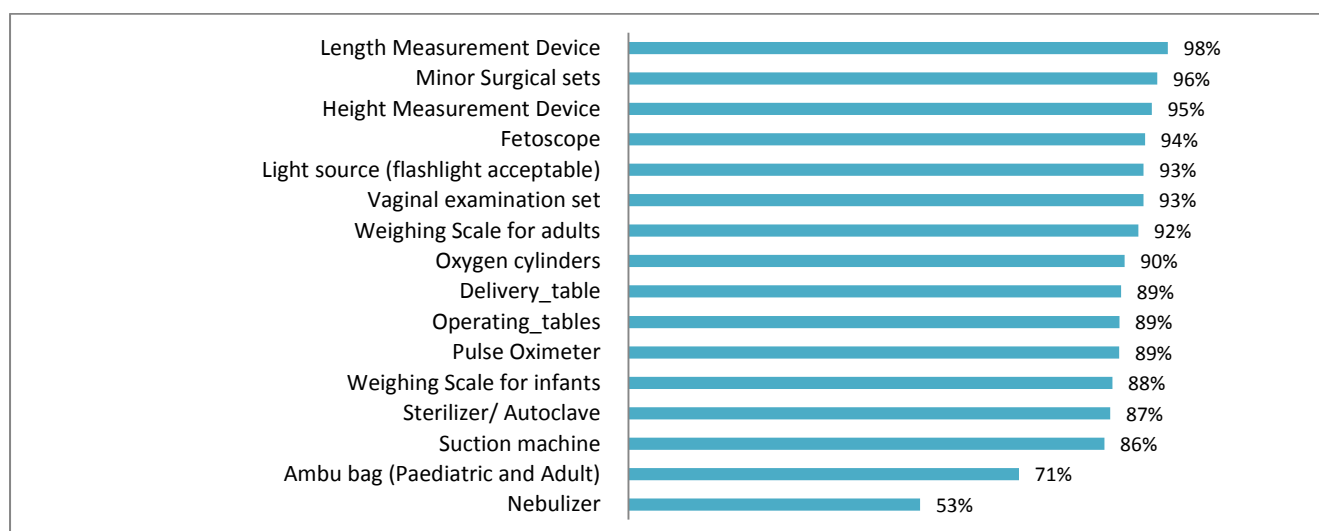 Length Measurement Device 98%
Minor Surgical sets 96%
Height Measurement Device 95%
Fetoscope 94%
Light source (flashlight acceptable) 93%
Vaginal examination set 93%
Weighing Scale for adults 92%
Oxygen cylinders 90%
Delivery_table 89%
Operating_tables 89%
Pulse Oximeter 89%
Weighing Scale for infants 88%
Sterilizer/ Autoclave 87%
Suction machine 86%
Ambu bag (Paediatric and Adult) 71%
Nebulizer 53%